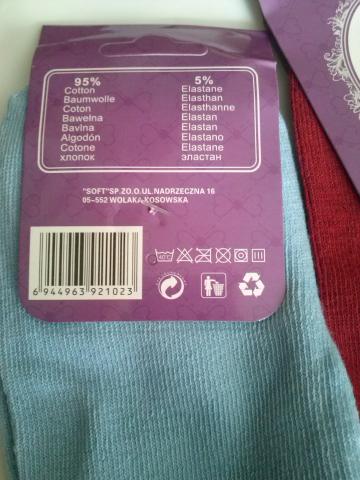 95% 5%
Cotton Elastane
Baumwolle Elasthan
Coton Elasthanne
Bawełna Elastan
Bavlna Elastan
Algodón Elastano
Cotone Elastane
хлопок эластан
"SOFT"SP.ZO.O.UL.NADRZECZNA 16
05-552 WOLAKA-KOSOWSKA
40°C
6 944963 921023